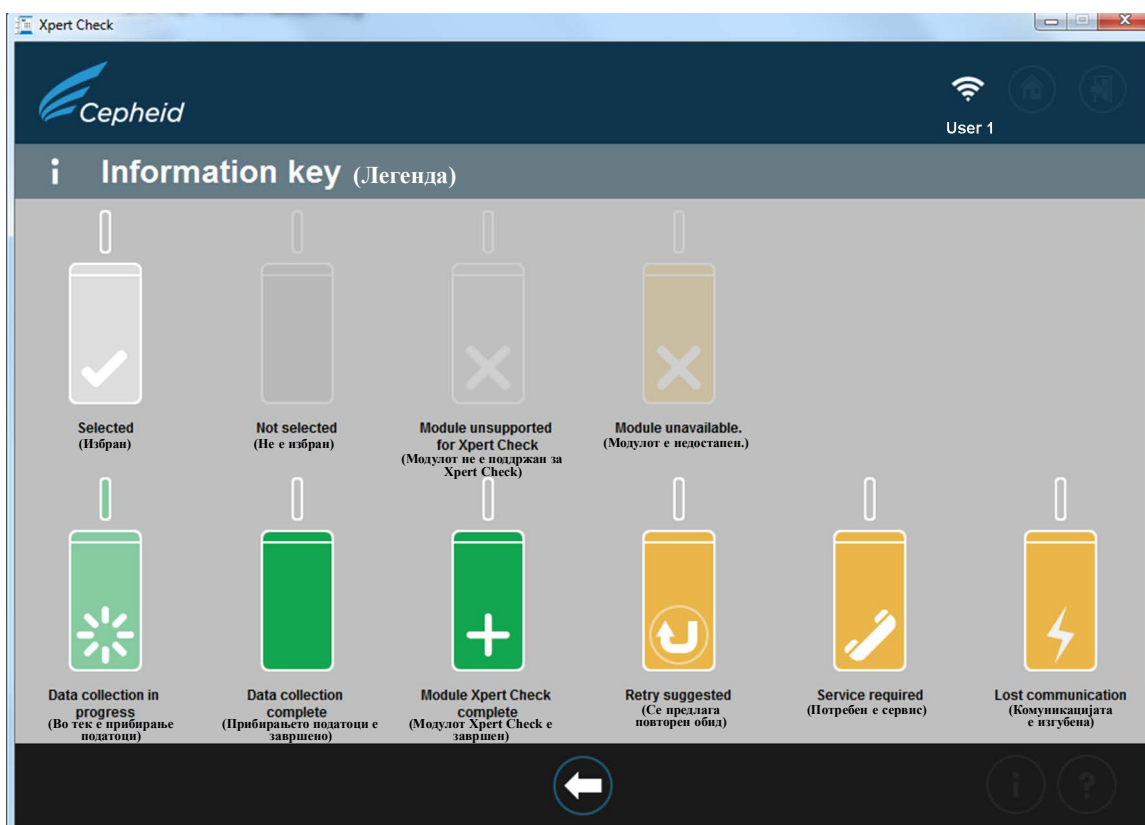 Xpert Check
Cepheid
User 1
i Information key (Легенда)
Selected
(Избран)
Not selected
(Не е избран)
Module unsupported
for Xpert Check
(Модулот не е поддржан за
Xpert Check)
Module unavailable.
(Модулот е недостапен.)
Data collection in
progress
(Во тек е прибирање
податоци)
Data collection
complete
(Прибирањето податоци е
завршено)
Module Xpert Check
complete
(Модулот Xpert Check е
завршен)
Retry suggested
(Се предлага
повторен обид)
Service required
(Потребен е сервис)
Lost communication
(Комуникацијата
е изгубена)
i ?